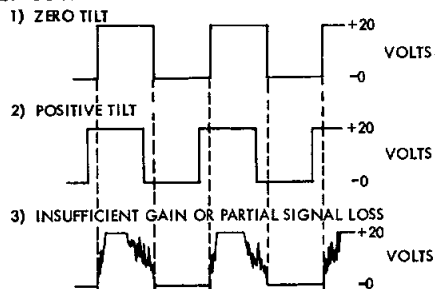 1) ZERO TILT
+20
VOLTS
-0
2) POSITIVE TILT
+20
VOLTS
-0
3) INSUFFICIENT GAIN OR PARTIAL SIGNAL LOSS
+20
VOLTS
-0